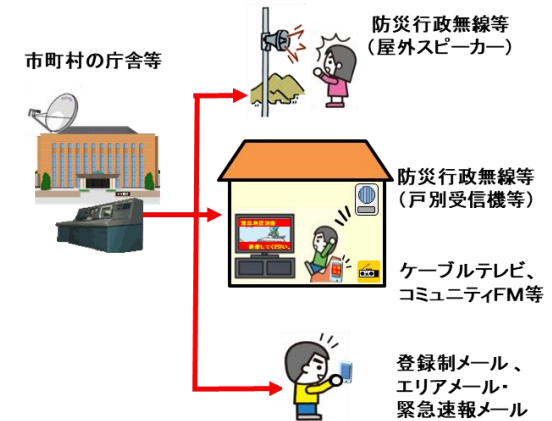 防災行政無線等
（屋外スピーカー）
市町村の庁舎等
防災行政無線等
（戸別受信機等）
ケーブルテレビ、
コミュニティFM等
登録制メール 、
エリアメール・
緊急速報メール